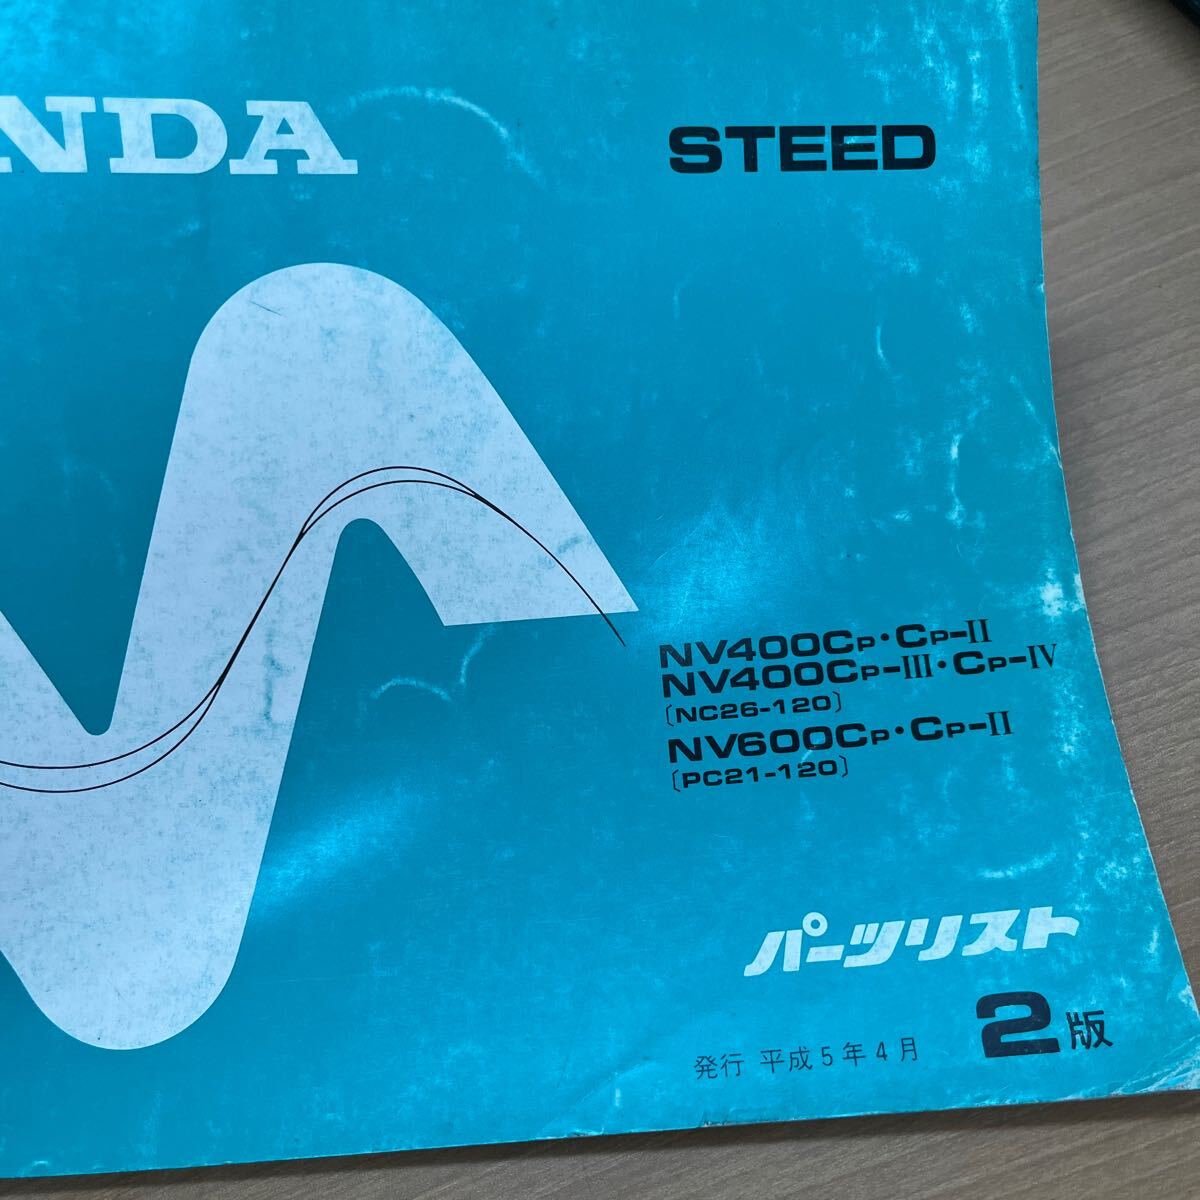 NDA
STEED
NV400CP・CP-II
NV400CP-III・CP-IV
〔NC26-120〕
NV600CP・CP-II
〔PC21-120〕
パーツリスト
2版
発行 平成5年4月